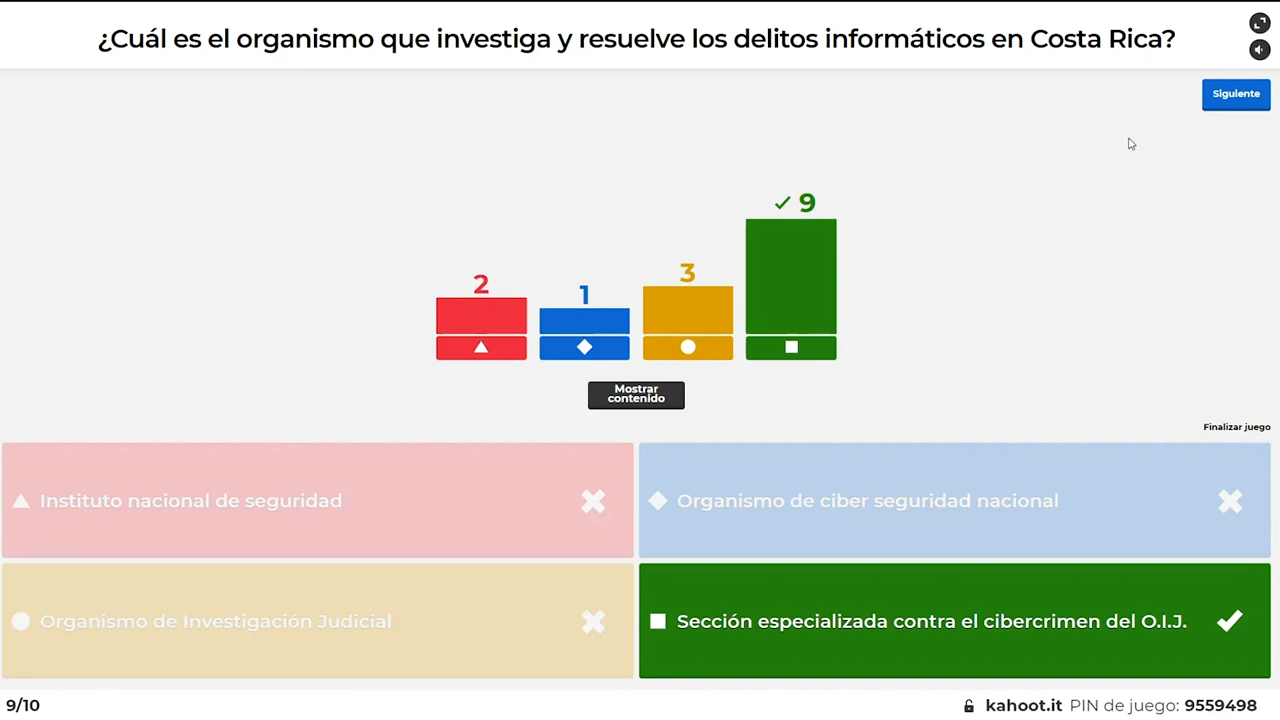 ¿Cuál es el organismo que investiga y resuelve los delitos informáticos en Costa Rica?
Siguiente
9
3
2
1
Mostrar
contenido
Finalizar juego
Instituto nacional de seguridad
Organismo de ciber seguridad nacional
Organismo de Investigación Judicial
Sección especializada contra el cibercrimen del O.I.J.
9/10
kahoot.it PIN de juego: 9559498